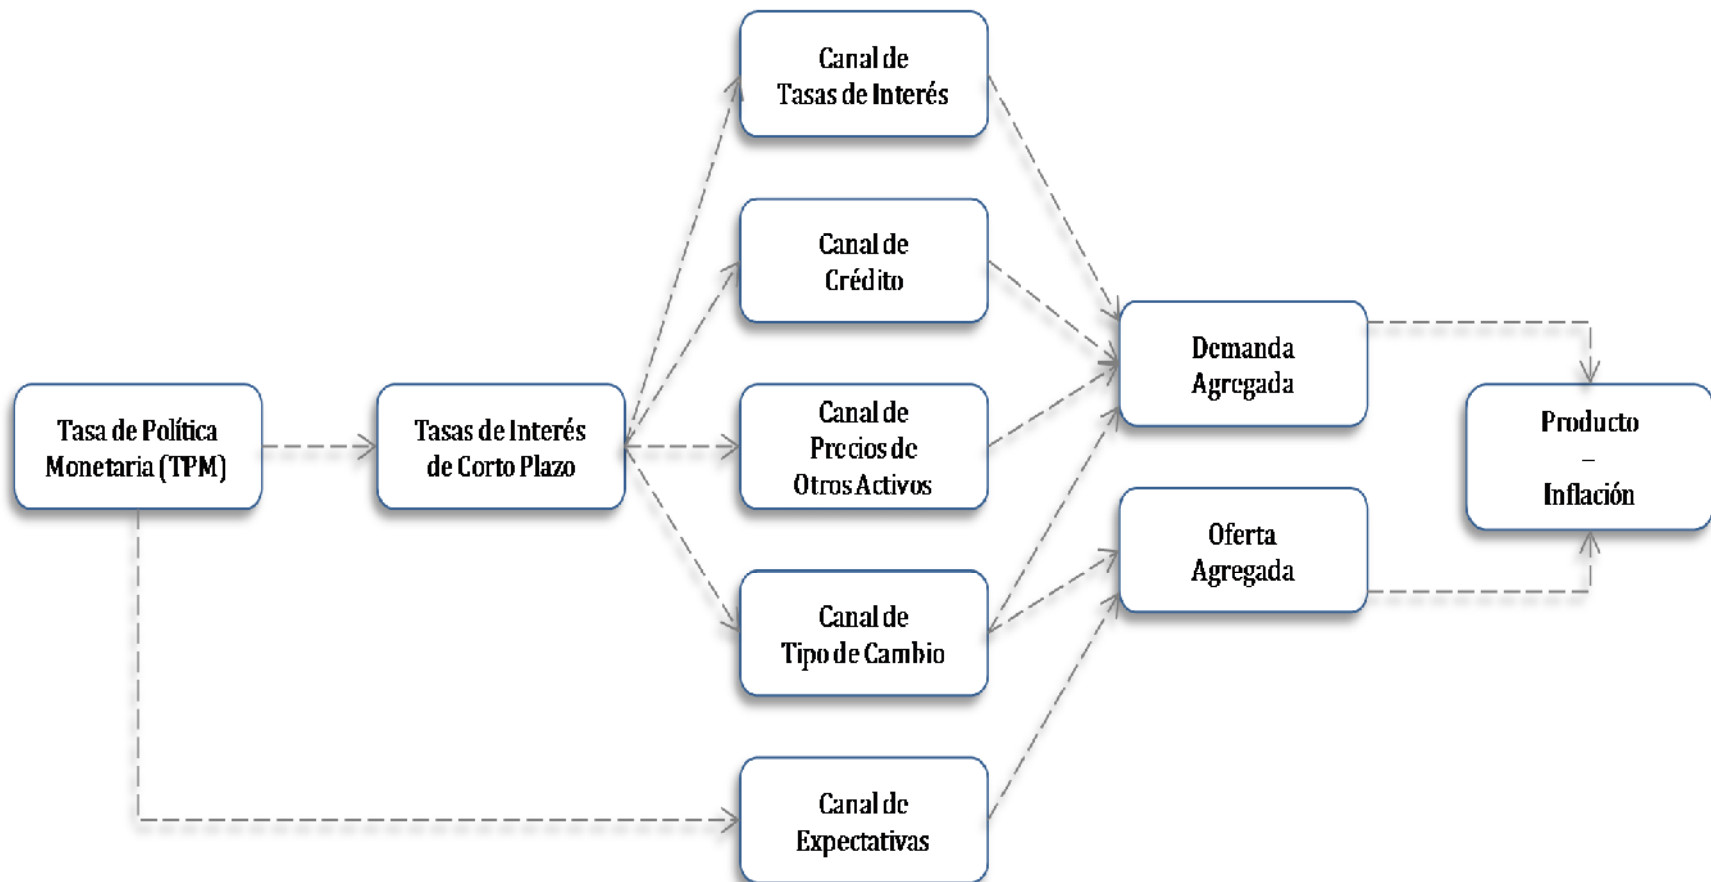 Canal de
Tasas de Interés
Canal de
Crédito
Demanda
Agregada
Tasa de Política
Monetaria (TPM)
Tasas de Interés
de Corto Plazo
Canal de
Precios de
Otros Activos
Producto
–
Inflación
Oferta
Agregada
Canal de
Tipo de Cambio
Canal de
Expectativas